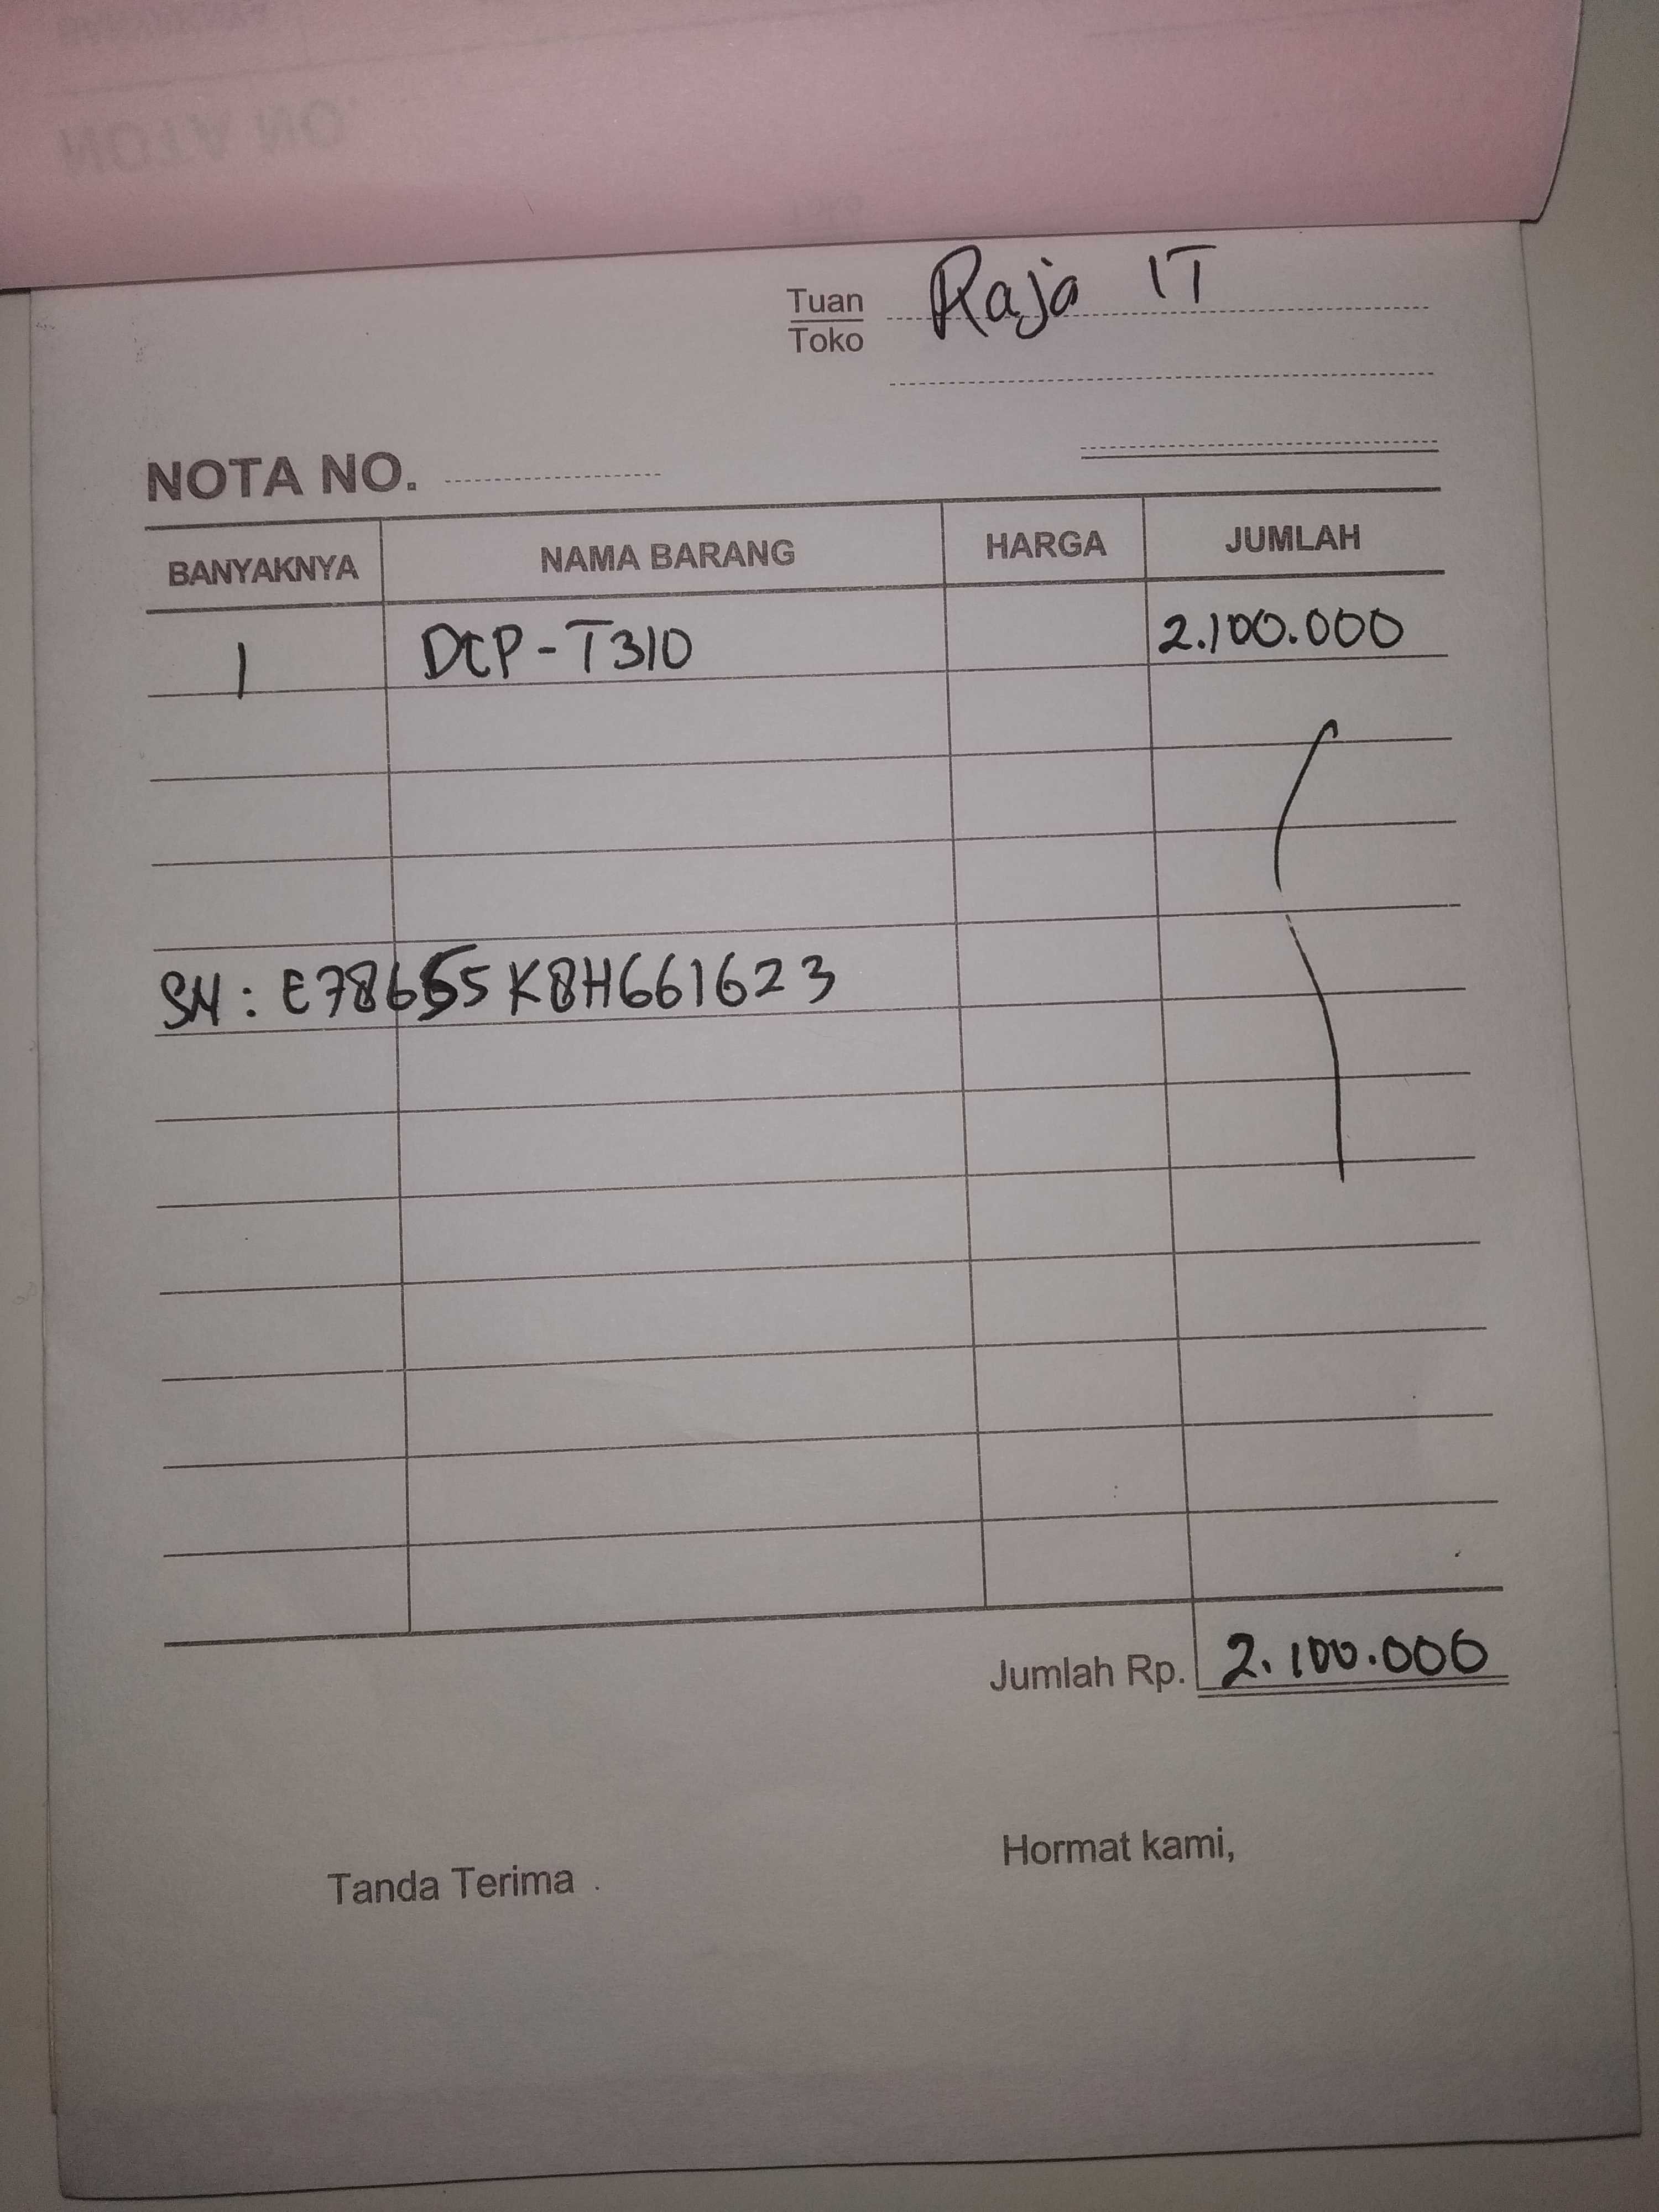 Tuan Raja IT
Toko
NOTA NO.
BANYAKNYA NAMA BARANG HARGA JUMLAH
1 DCP-T310 2.100.000
SN : E78655K8H661623
Jumlah Rp. 2.100.000
Tanda Terima
Hormat kami,